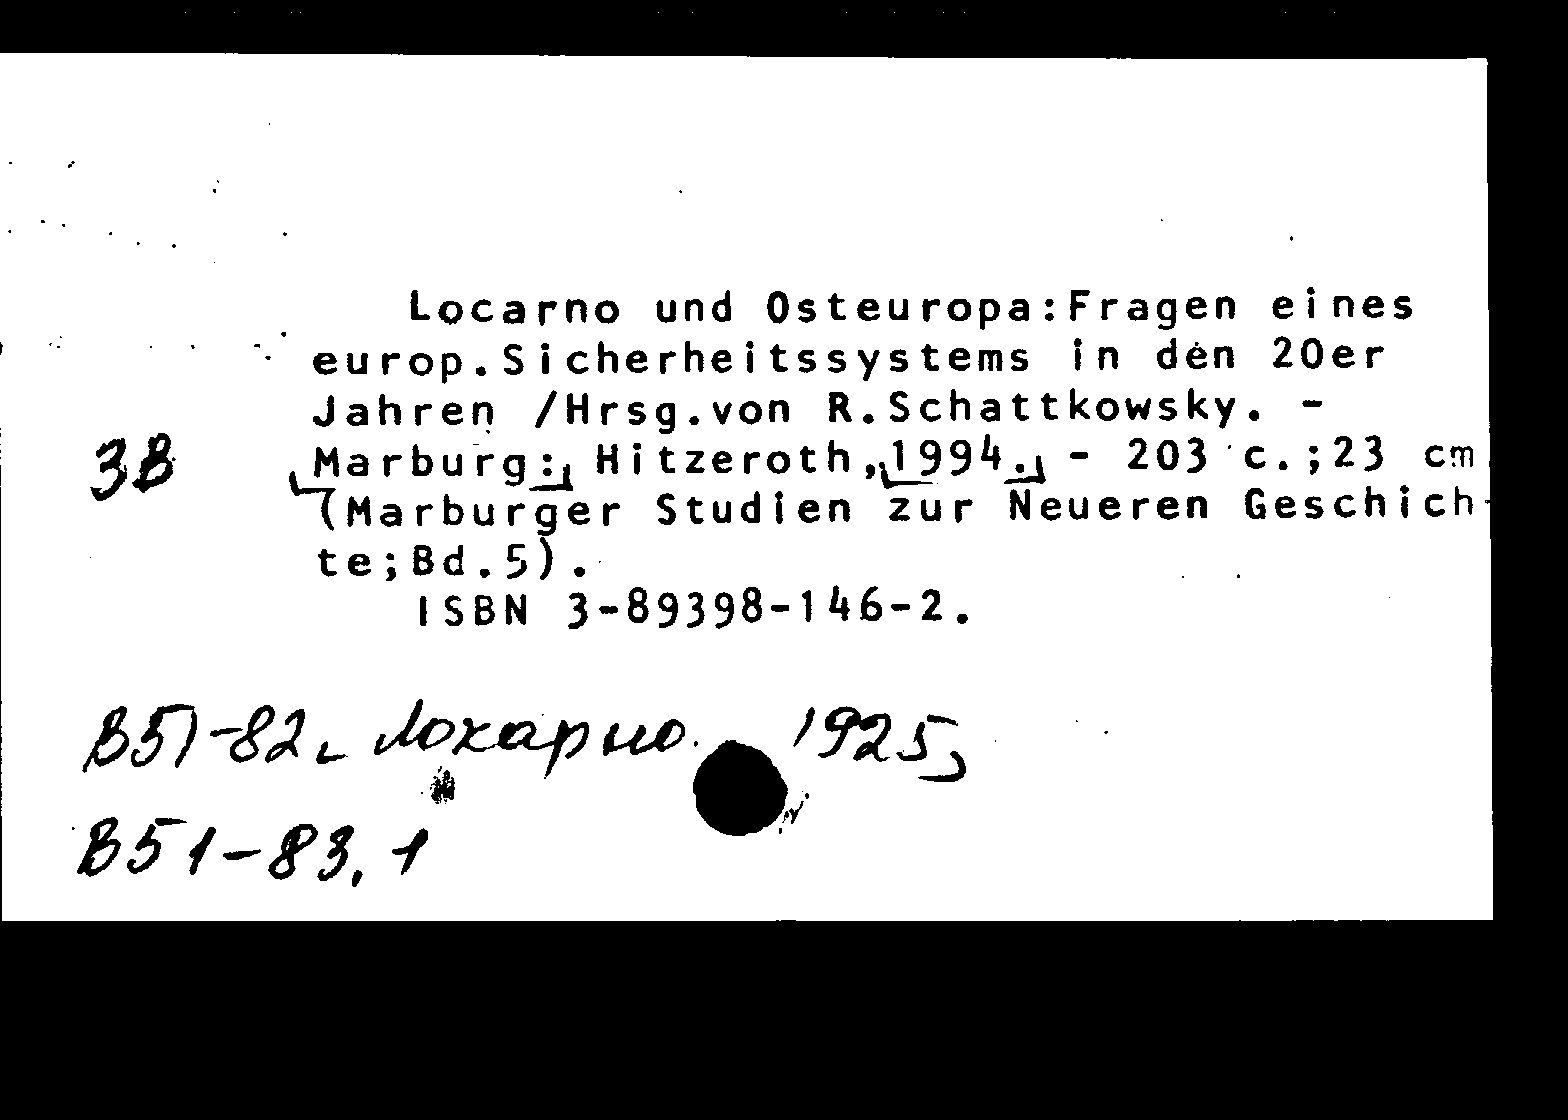 Locarno und Osteuropa:Fragen eines
europ.Sicherheitssystems in den 20er
Jahren /Hrsg.von R.Schattkowsky. -
3B Marburg: Hitzeroth, 1994. - 203 c.;23 cm
(Marburger Studien zur Neueren Geschich-
te;Bd.5).
ISBN 3-89398-146-2.
В51-82. Локарно. 1925,
В51-83,1